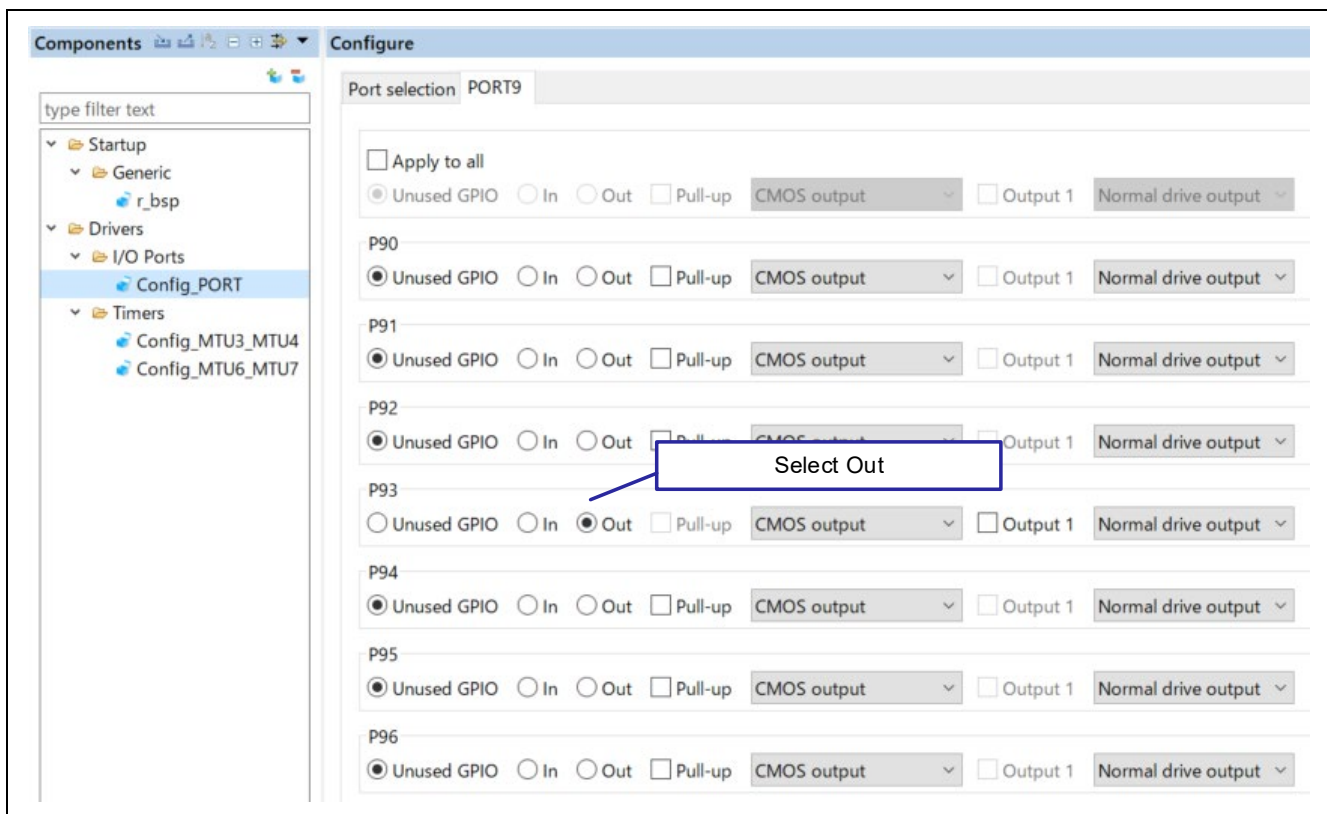 Components
Configure
type filter text
Startup
Generic
r_bsp
Drivers
I/O Ports
Config_PORT
Timers
Config_MTU3_MTU4
Config_MTU6_MTU7
Port selection PORT9
Apply to all
Unused GPIO In Out Pull-up CMOS output Output 1 Normal drive output
P90
Unused GPIO In Out Pull-up CMOS output Output 1 Normal drive output
P91
Unused GPIO In Out Pull-up CMOS output Output 1 Normal drive output
P92
Unused GPIO In Out Output 1 Normal drive output
Select Out
P93
Unused GPIO In Out Pull-up CMOS output Output 1 Normal drive output
P94
Unused GPIO In Out Pull-up CMOS output Output 1 Normal drive output
P95
Unused GPIO In Out Pull-up CMOS output Output 1 Normal drive output
P96
Unused GPIO In Out Pull-up CMOS output Output 1 Normal drive output